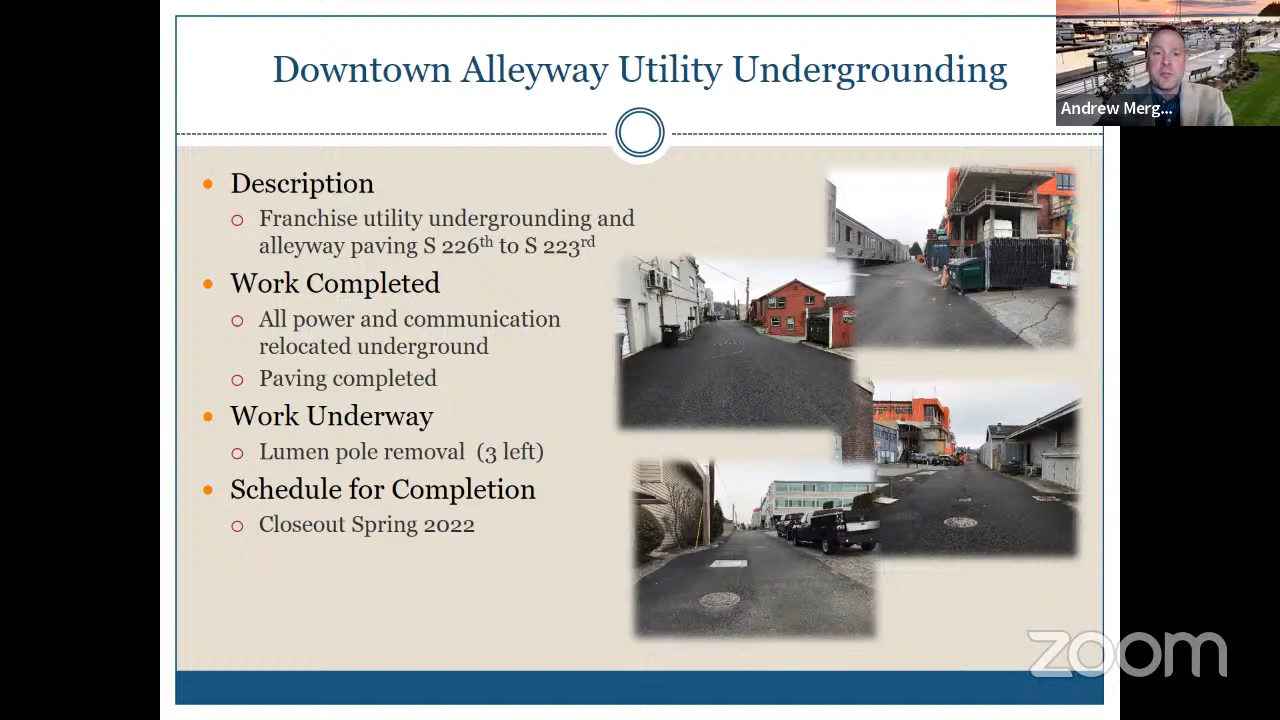 Downtown Alleyway Utility Undergrounding
Andrew Merg...
Description
Franchise utility undergrounding and
alleyway paving S 226th to S 223rd
Work Completed
All power and communication
relocated underground
Paving completed
Work Underway
Lumen pole removal (3 left)
Schedule for Completion
Closeout Spring 2022
zoom